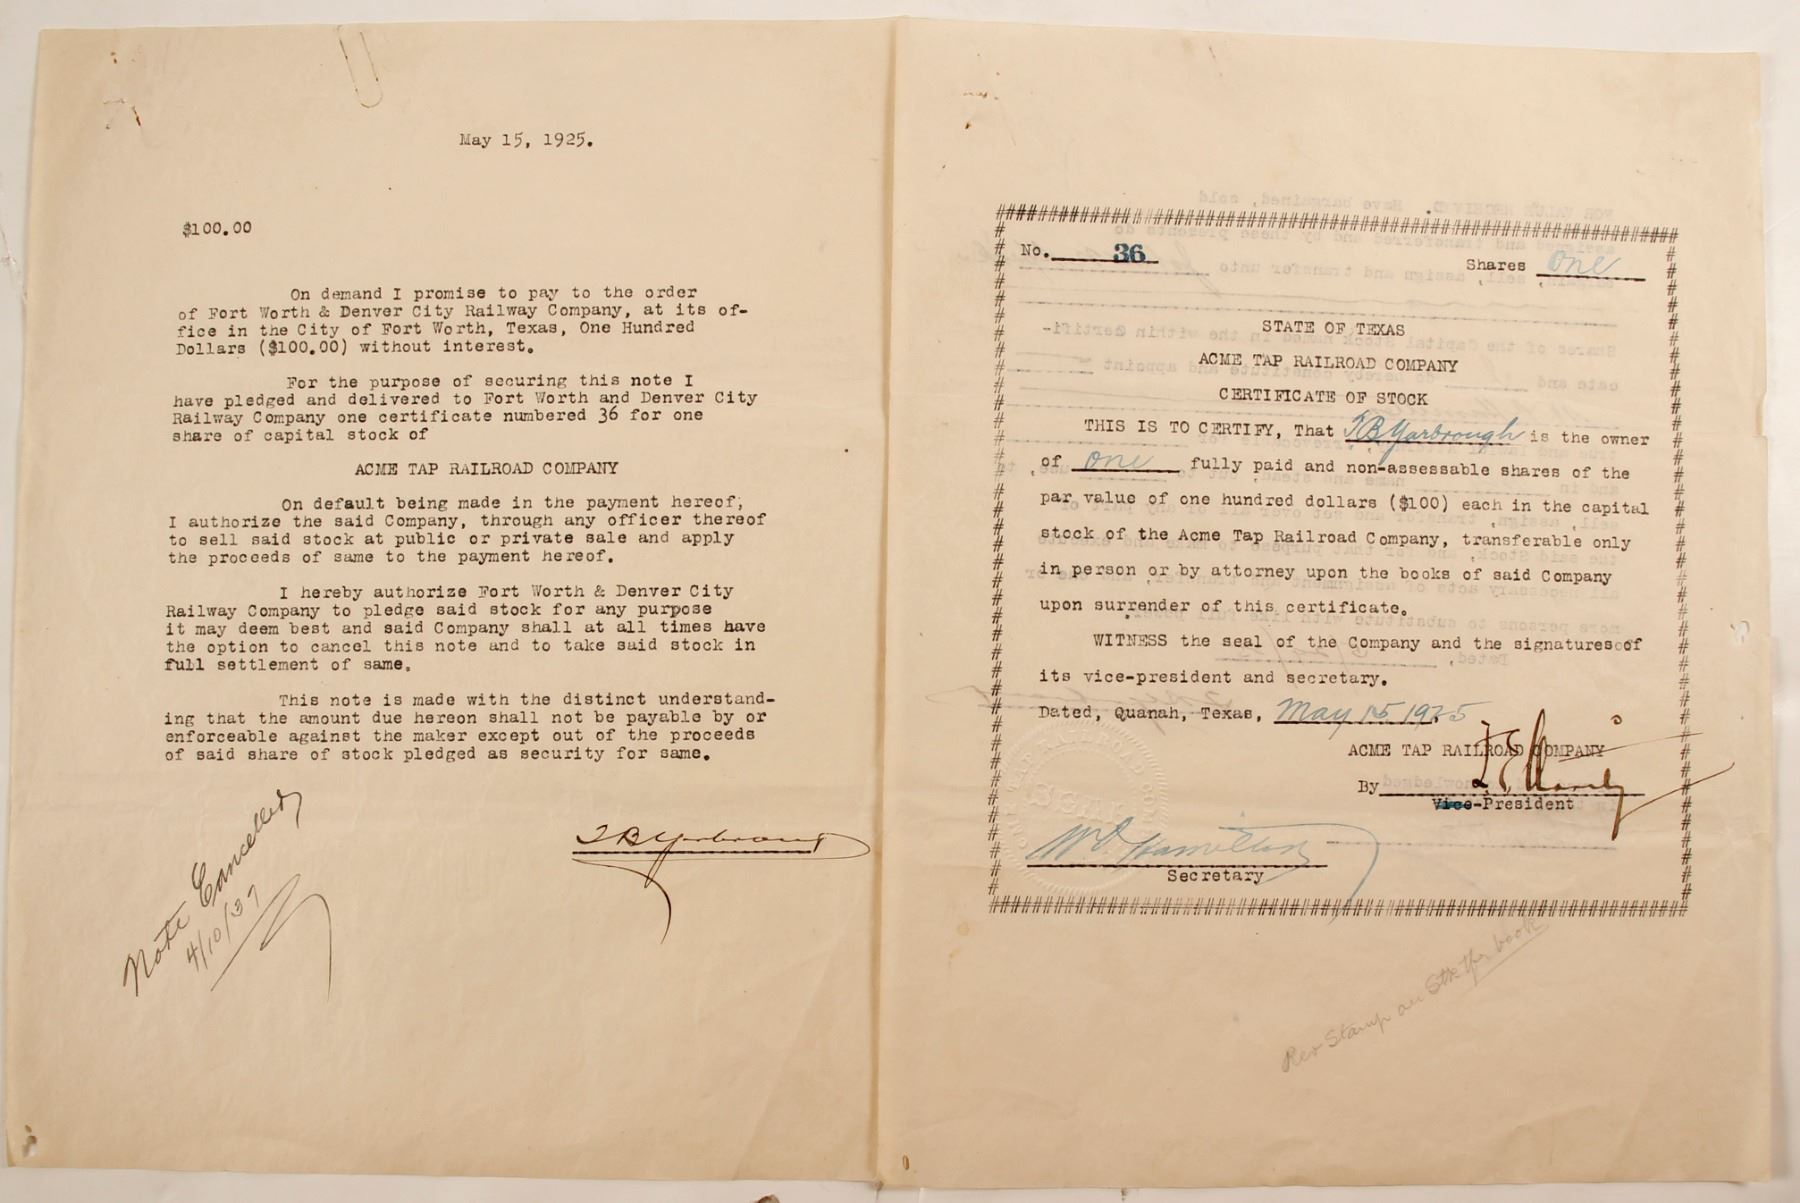 May 15, 1925.
$100.00
On demand I promise to pay to the order
of Fort Worth & Denver City Railway Company, at its of-
fice in the City of Fort Worth, Texas, One Hundred
Dollars ($100.00) without interest.
For the purpose of securing this note I
have pledged and delivered to Fort Worth and Denver City
Railway Company one certificate numbered 36 for one
share of capital stock of
ACME TAP RAILROAD COMPANY
On default being made in the payment hereof,
I authorize the said Company, through any officer thereof
to sell said stock at public or private sale and apply
the proceeds of same to the payment hereof.
I hereby authorize Fort Worth & Denver City
Railway Company to pledge said stock for any purpose
it may deem best and said Company shall at all times have
the option to cancel this note and to take said stock in
full settlement of same.
This note is made with the distinct understand-
ing that the amount due hereon shall not be payable by or
enforceable against the maker except out of the proceeds
of said share of stock pledged as security for same.
T B Yarbrough
Note Cancelled
4/10/37
No. 36
Shares One
STATE OF TEXAS
ACME TAP RAILROAD COMPANY
CERTIFICATE OF STOCK
THIS IS TO CERTIFY, That T B Yarbrough is the owner
of one fully paid and non-assessable shares of the
par value of one hundred dollars ($100) each in the capital
stock of the Acme Tap Railroad Company, transferable only
in person or by attorney upon the books of said Company
upon surrender of this certificate.
WITNESS the seal of the Company and the signatures of
its vice-president and secretary.
Dated, Quanah, Texas, May 15 1925
ACME TAP RAILROAD COMPANY
By
Vice-President
W. Hamilton
Secretary
Rev Stamp on Stk tfr book